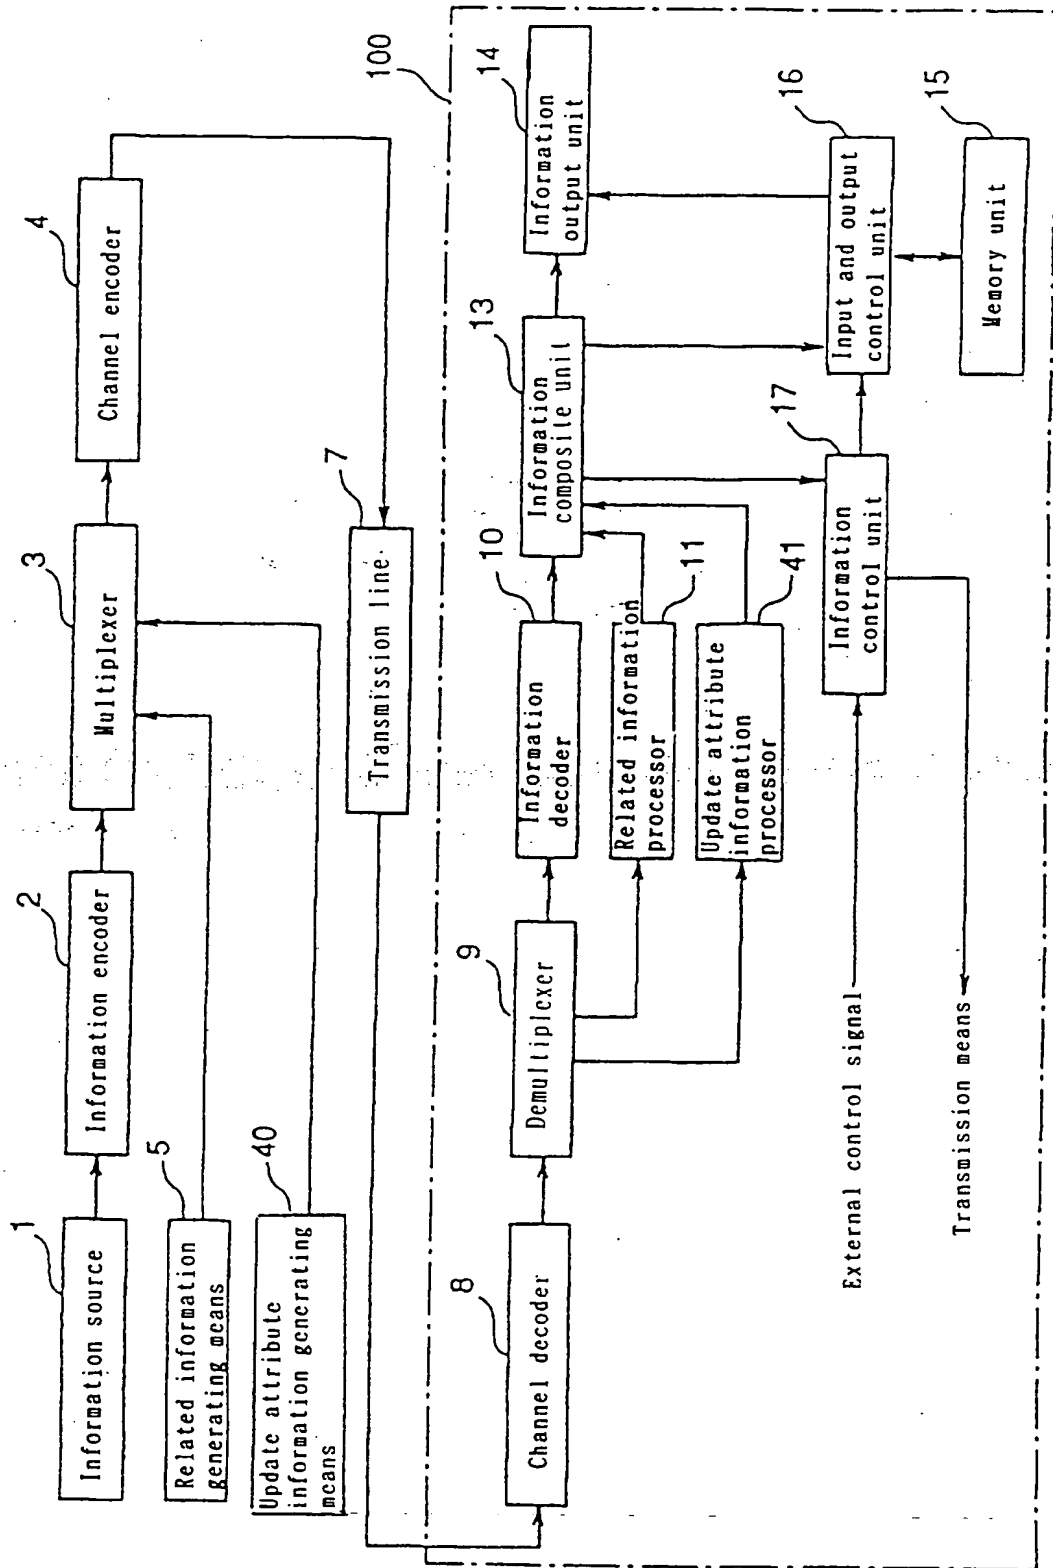 1
Information source
2
Information encoder
3
Multiplexer
4
Channel encoder
5
Related information
generating means
40
Update attribute
information generating
means
7
Transmission line
100
8
Channel decoder
9
Demultiplexer
10
Information
decoder
11
Related information
processor
41
Update attribute
information
processor
13
Information
composite unit
14
Information
output unit
17
Information
control unit
16
Input and output
control unit
15
Memory unit
External control signal
Transmission means